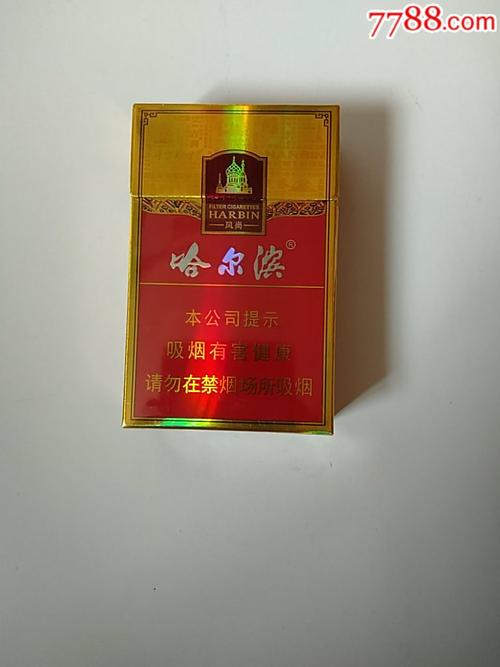 7788.com
FILTER CIGARETTES
HARBIN
风尚
哈尔滨®
本公司提示
吸烟有害健康
请勿在禁烟场所吸烟